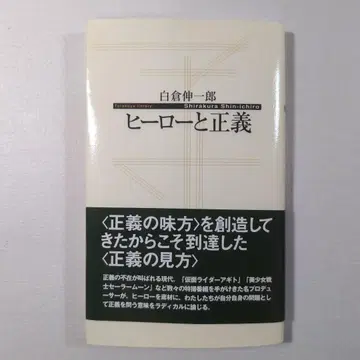 白倉伸一郎
Terakoya library Shirakura Shin-ichiro
ヒーローと正義
〈正義の味方〉を創造して
きたからこそ到達した
〈正義の見方〉
正義の不在が叫ばれる現代、「仮面ライダーアギト」「美少女戦
士セーラームーン」など数々の特撮番組を手がけた名プロデュ
ーサーが、ヒーローを素材に、わたしたちが自分自身の問題とし
て正義を問う意味をラディカルに論じる。